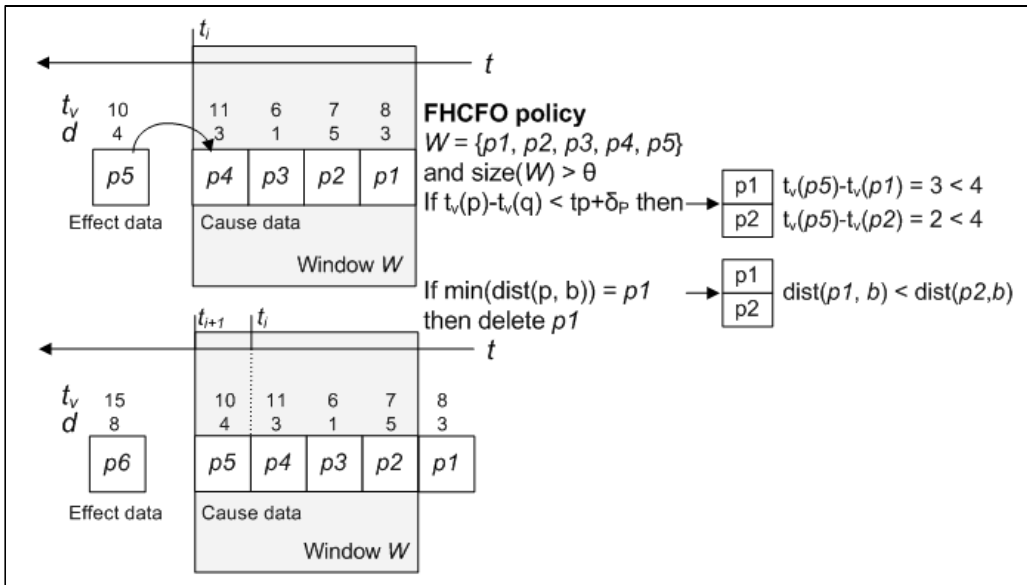 t_i
t
t_v 10 11 6 7 8
d 4 3 1 5 3
p5 p4 p3 p2 p1
Effect data Cause data
Window W
FHCFO policy
W = {p1, p2, p3, p4, p5}
and size(W) > θ
If t_v(p)-t_v(q) < tp+δ_P then
p1 t_v(p5)-t_v(p1) = 3 < 4
p2 t_v(p5)-t_v(p2) = 2 < 4
If min(dist(p, b)) = p1
then delete p1
p1
p2
dist(p1, b) < dist(p2,b)
t_{i+1} t_i
t
t_v 15 10 11 6 7 8
d 8 4 3 1 5 3
p6 p5 p4 p3 p2 p1
Effect data Cause data
Window W